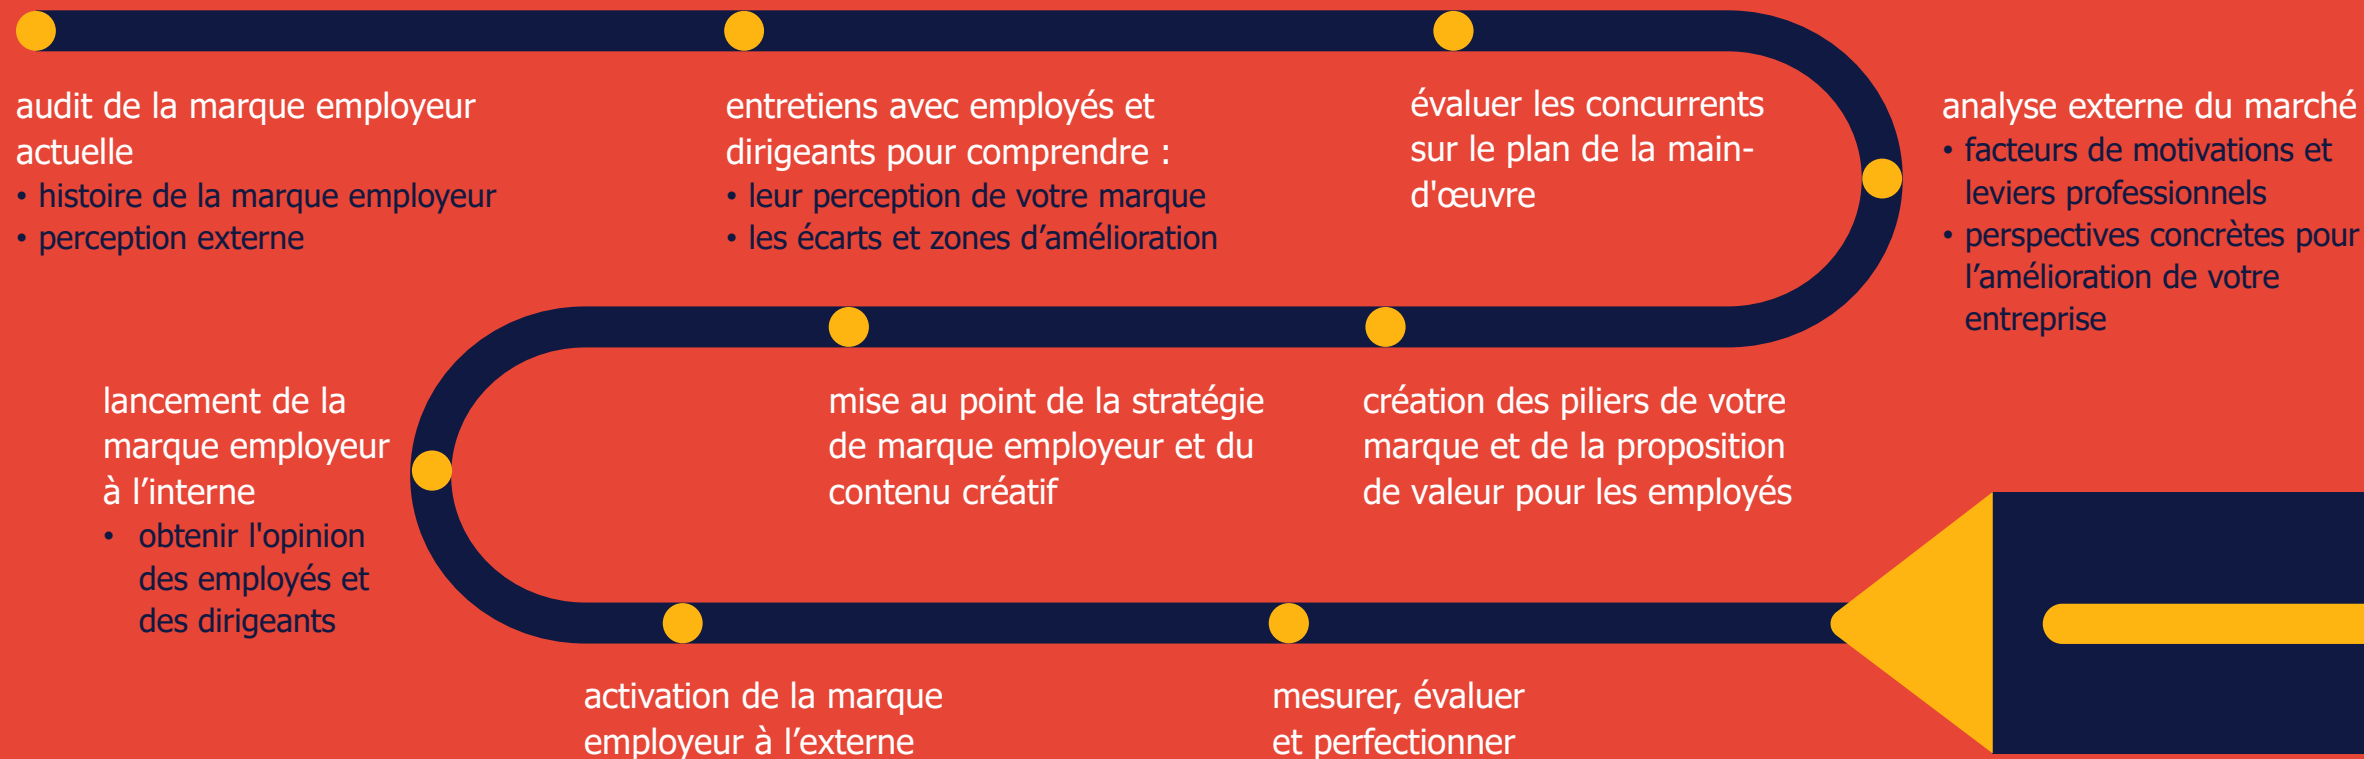 audit de la marque employeur
actuelle
• histoire de la marque employeur
• perception externe
entretiens avec employés et
dirigeants pour comprendre :
• leur perception de votre marque
• les écarts et zones d’amélioration
évaluer les concurrents
sur le plan de la main-
d'œuvre
analyse externe du marché
• facteurs de motivations et
leviers professionnels
• perspectives concrètes pour
l’amélioration de votre
entreprise
création des piliers de votre
marque et de la proposition
de valeur pour les employés
mise au point de la stratégie
de marque employeur et du
contenu créatif
lancement de la
marque employeur
à l’interne
• obtenir l'opinion
des employés et
des dirigeants
activation de la marque
employeur à l’externe
mesurer, évaluer
et perfectionner